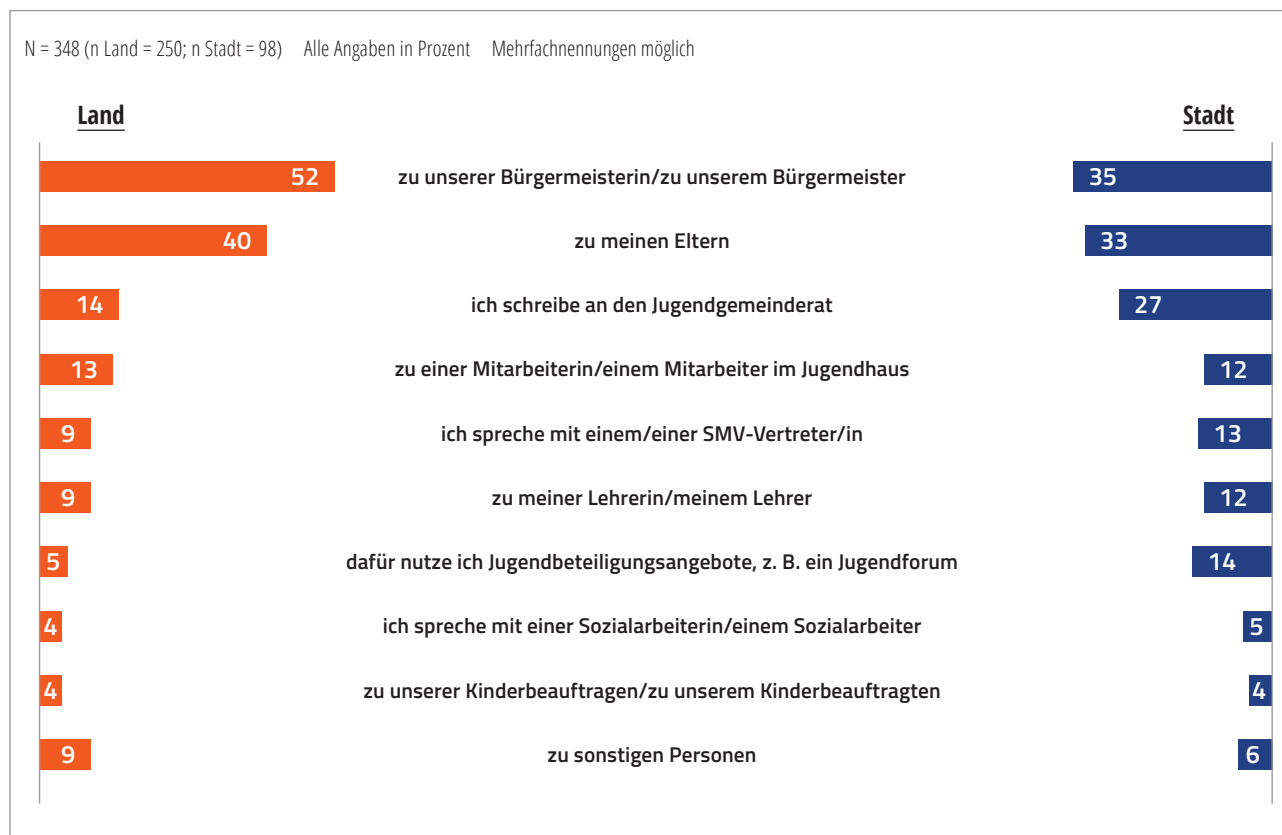 N = 348 (n Land = 250; n Stadt = 98) Alle Angaben in Prozent Mehrfachnennungen möglich
Land Stadt
52 zu unserer Bürgermeisterin/zu unserem Bürgermeister 35
40 zu meinen Eltern 33
14 ich schreibe an den Jugendgemeinderat 27
13 zu einer Mitarbeiterin/einem Mitarbeiter im Jugendhaus 12
9 ich spreche mit einem/einer SMV-Vertreter/in 13
9 zu meiner Lehrerin/meinem Lehrer 12
5 dafür nutze ich Jugendbeteiligungsangebote, z. B. ein Jugendforum 14
4 ich spreche mit einer Sozialarbeiterin/einem Sozialarbeiter 5
4 zu unserer Kinderbeauftragen/zu unserem Kinderbeauftragten 4
9 zu sonstigen Personen 6